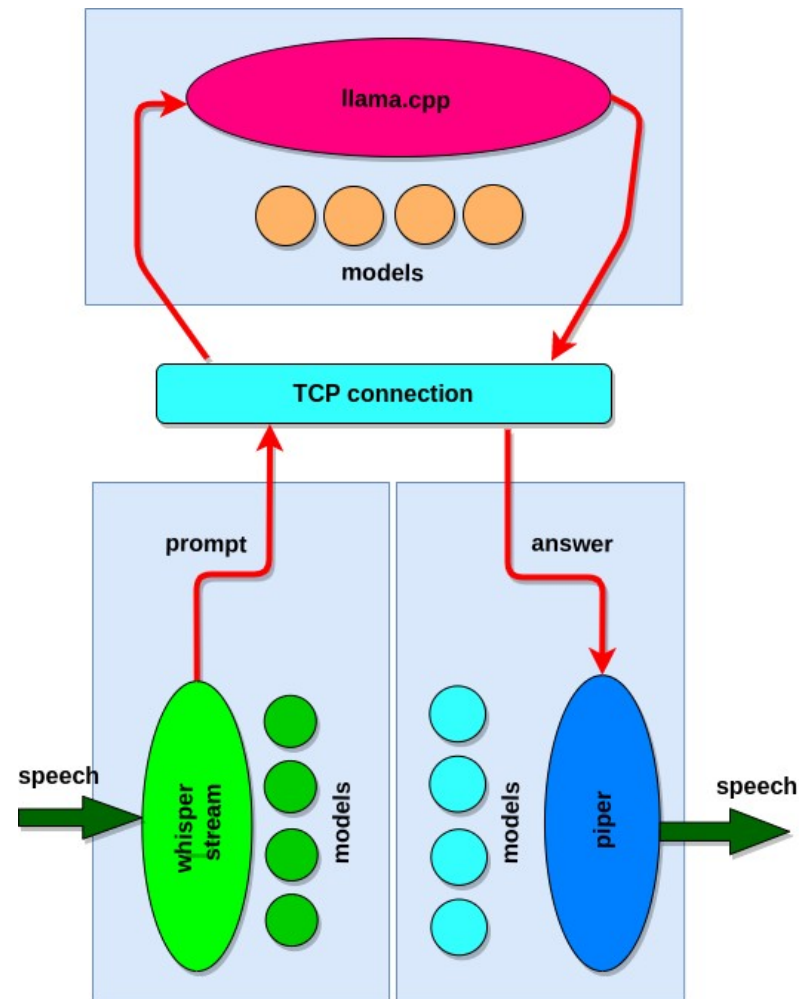 llama.cpp
models
TCP connection
prompt
answer
speech
whisper
stream
models
models
piper
speech